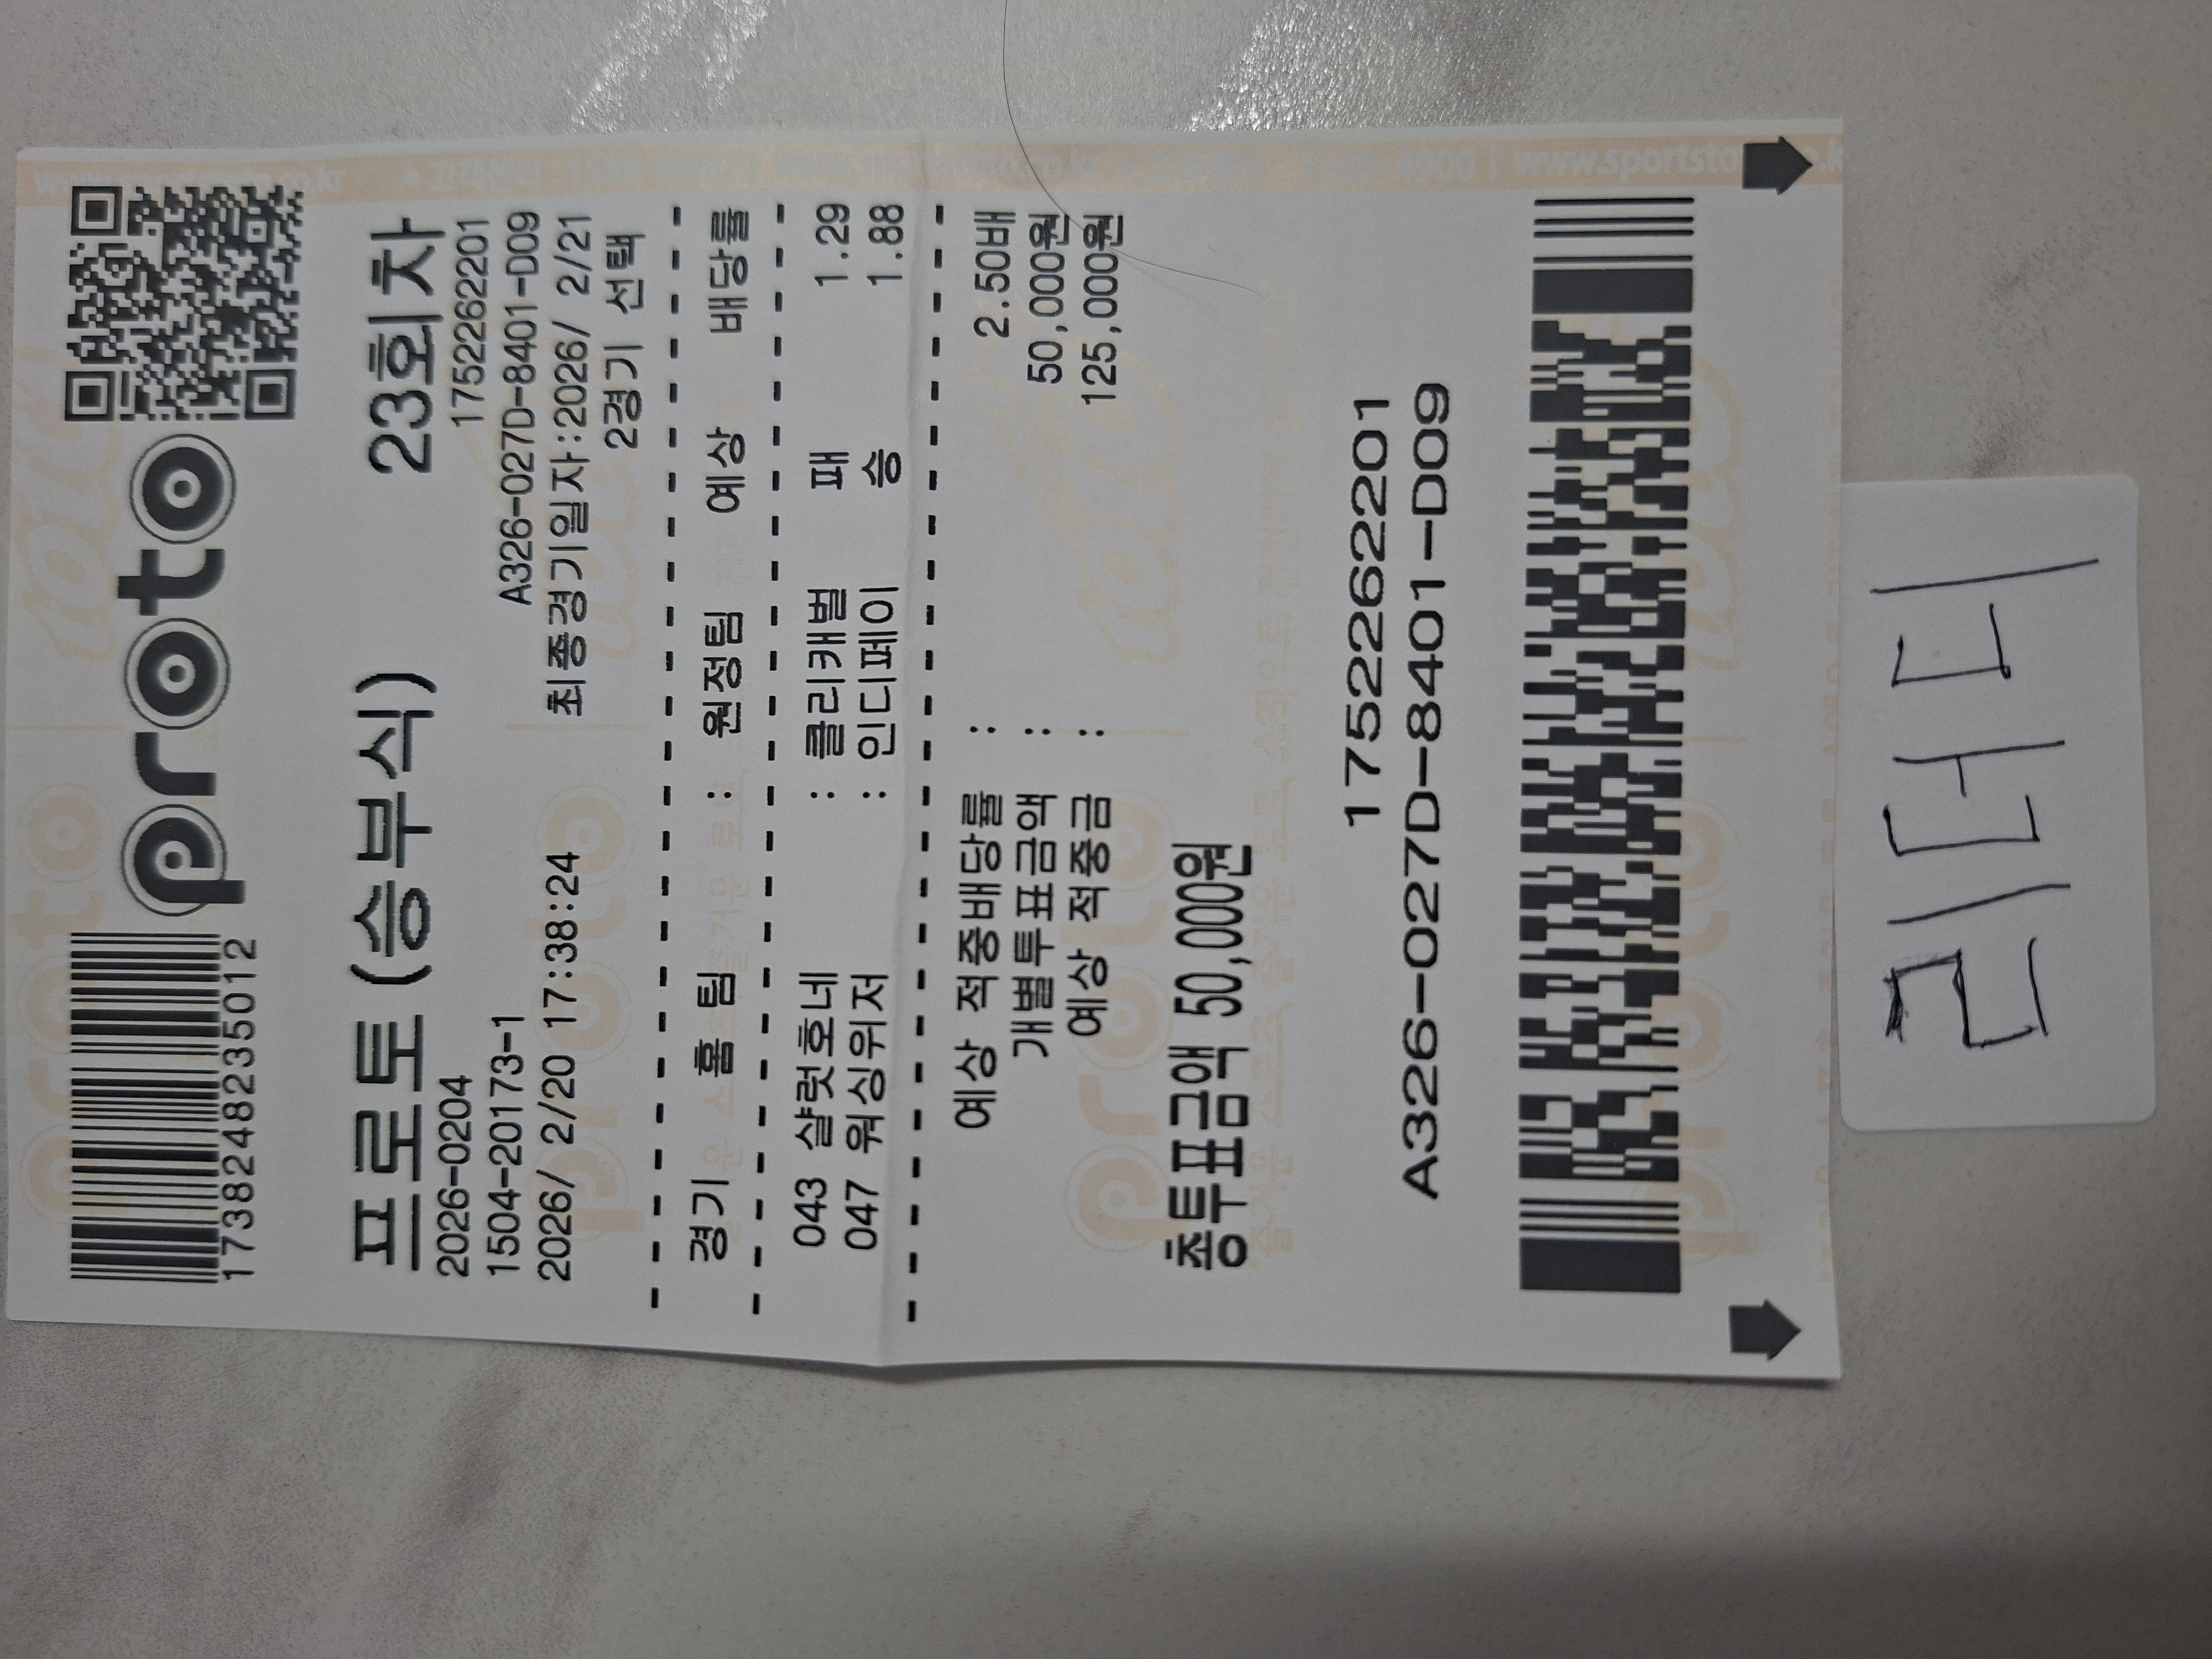 proto
17382482235012
프로토 (승부식) 23회차
2026-0204 1752262201
1504-20173-1 A326-027D-8401-D09
2026/ 2/20 17:38:24 최종경기일자:2026/ 2/21
2경기 선택
경기 홈 팀 : 원정팀 예상 배당률
043 샬럿호네 : 클리캐벌 패 1.29
047 워싱위저 : 인디페이 승 1.88
예상 적중배당률 : 2.50배
개별투표금액 : 50,000원
예상 적중금 : 125,000원
총투표금액 50,000원
1752262201
A326-027D-8401-D09
리더더
www.sportstoto.co.kr